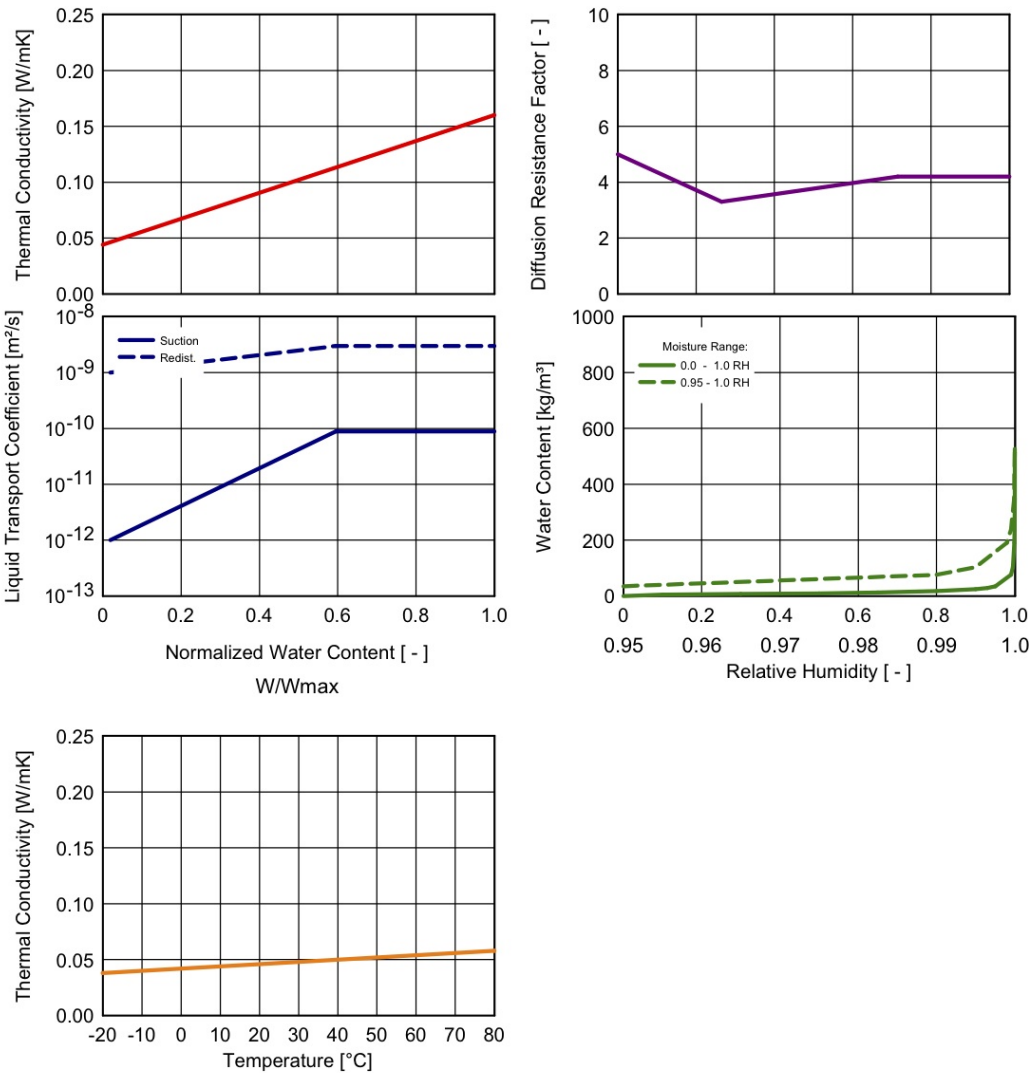 Thermal Conductivity [W/mK]
0.25
0.20
0.15
0.10
0.05
0.00
Diffusion Resistance Factor [ - ]
10
8
6
4
2
0
Liquid Transport Coefficient [m²/s]
10-8
10-9
10-10
10-11
10-12
10-13
Suction
Redist.
0 0.2 0.4 0.6 0.8 1.0
Normalized Water Content [ - ]
W/Wmax
Water Content [kg/m³]
1000
800
600
400
200
0
Moisture Range:
0.0 - 1.0 RH
0.95 - 1.0 RH
0 0.2 0.4 0.6 0.8 1.0
0.95 0.96 0.97 0.98 0.99 1.0
Relative Humidity [ - ]
Thermal Conductivity [W/mK]
0.25
0.20
0.15
0.10
0.05
0.00
-20 -10 0 10 20 30 40 50 60 70 80
Temperature [°C]